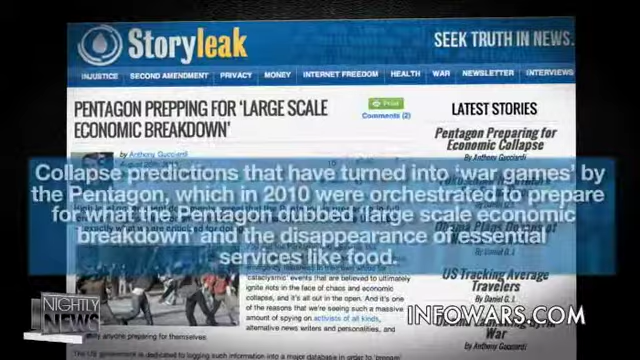 Storyleak
SEEK TRUTH IN NEWS.
INJUSTICE SECOND AMENDMENT PRIVACY MONEY INTERNET FREEDOM HEALTH WAR NEWSLETTER INTERVIEWS
PENTAGON PREPPING FOR 'LARGE SCALE
ECONOMIC BREAKDOWN'
Print
Comments (2)
by Anthony Gucciardi
LATEST STORIES
Pentagon Preparing for
Economic Collapse
By Anthony Gucciardi
Collapse predictions that have turned into 'war games' by
the Pentagon, which in 2010 were orchestrated to prepare
for what the Pentagon dubbed 'large scale economic
breakdown' and the disappearance of essential
services like food.
'cataclysmic' events that are believed to ultimately
ignite riots in the face of chaos and economic
collapse, and it's all out in the open. And it's one
of the reasons that we're seeing such a massive
amount of spying on activists of all kinds,
alternative news writers and personalities, and
anyone preparing for themselves.
US Tracking Average
Travelers
By Daniel G. J.
War
By Anthony Gucciardi
NIGHTLY
NEWS
INFOWARS.COM